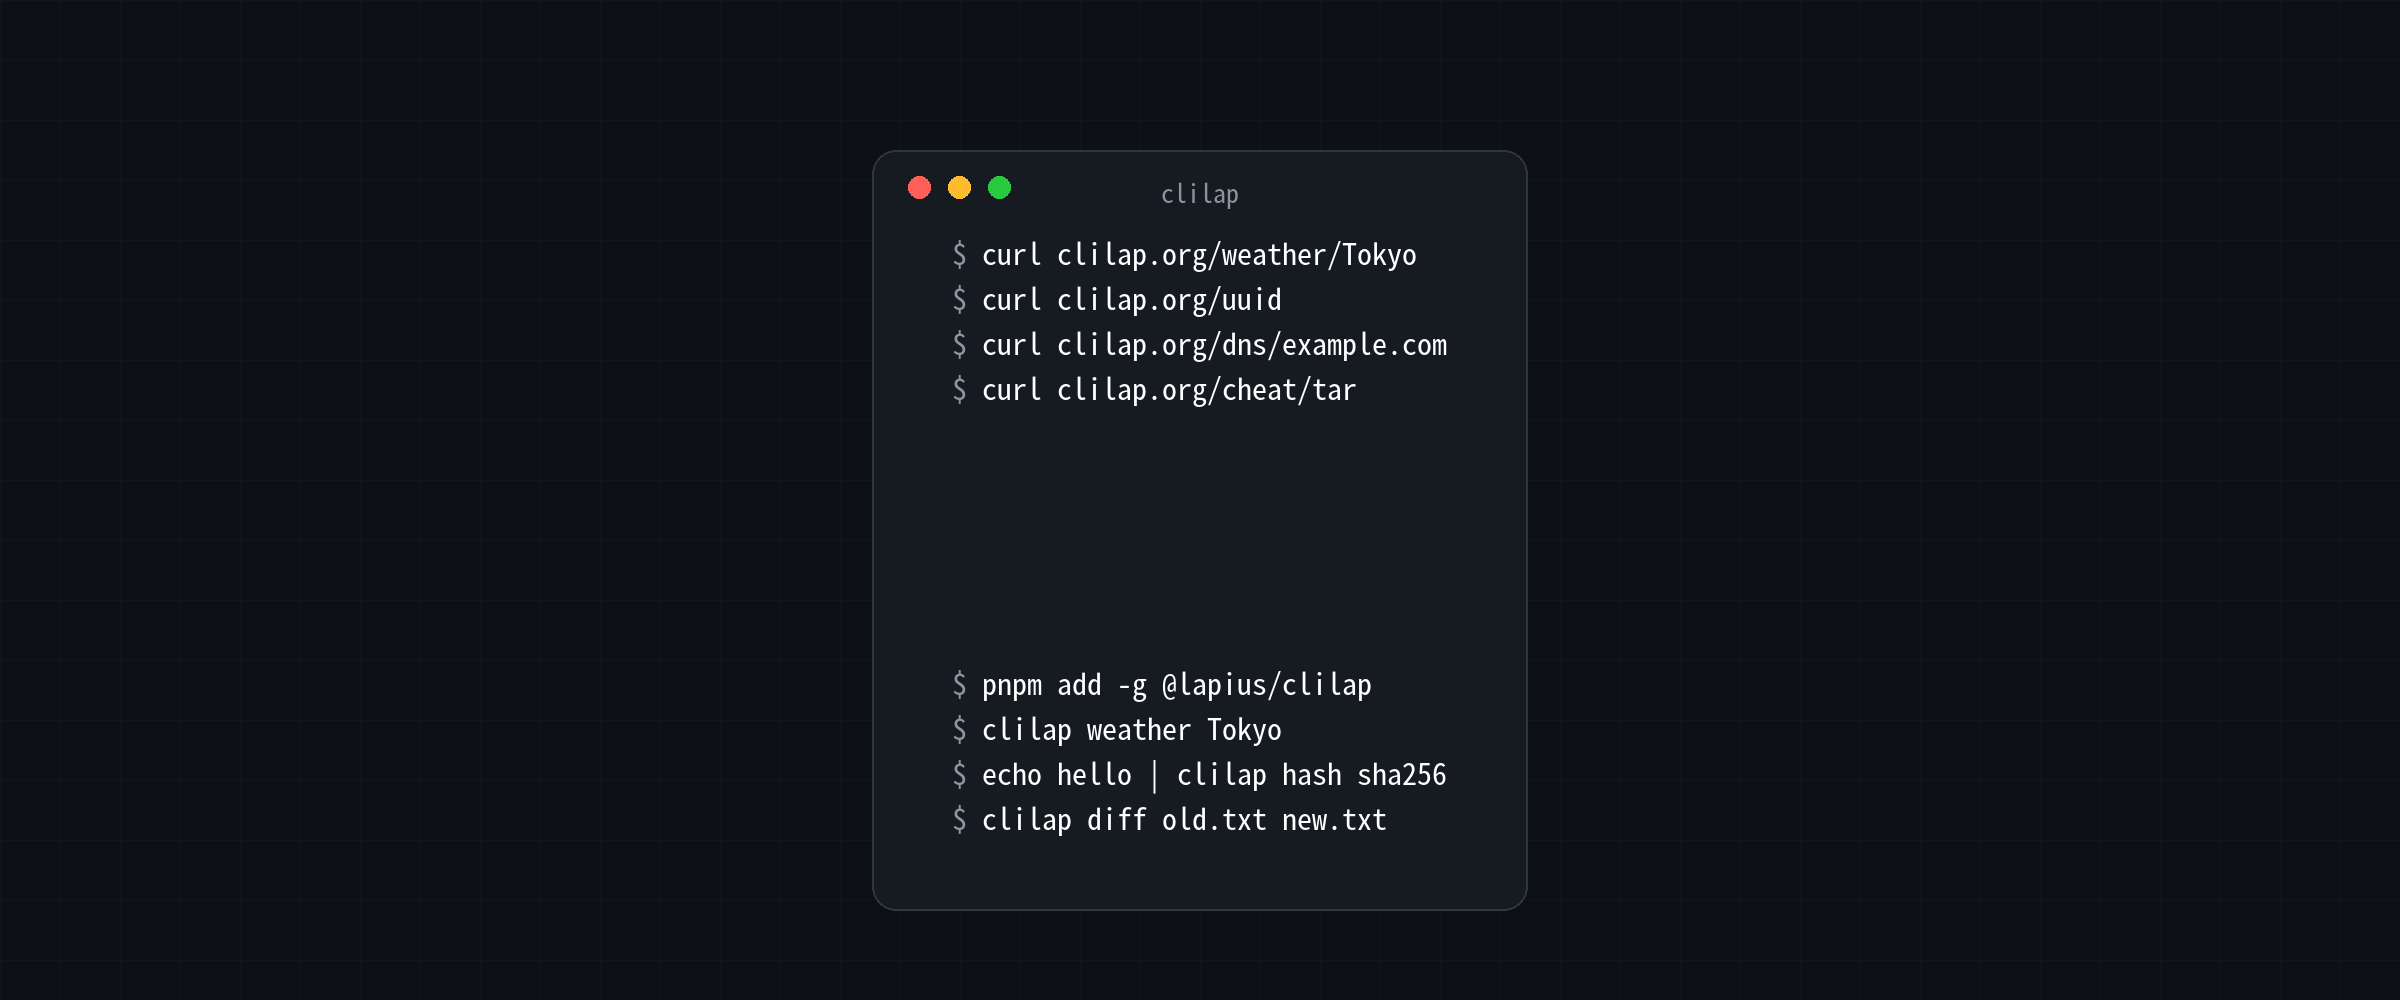 clilap
$ curl clilap.org/weather/Tokyo
$ curl clilap.org/uuid
$ curl clilap.org/dns/example.com
$ curl clilap.org/cheat/tar
$ pnpm add -g @lapius/clilap
$ clilap weather Tokyo
$ echo hello | clilap hash sha256
$ clilap diff old.txt new.txt